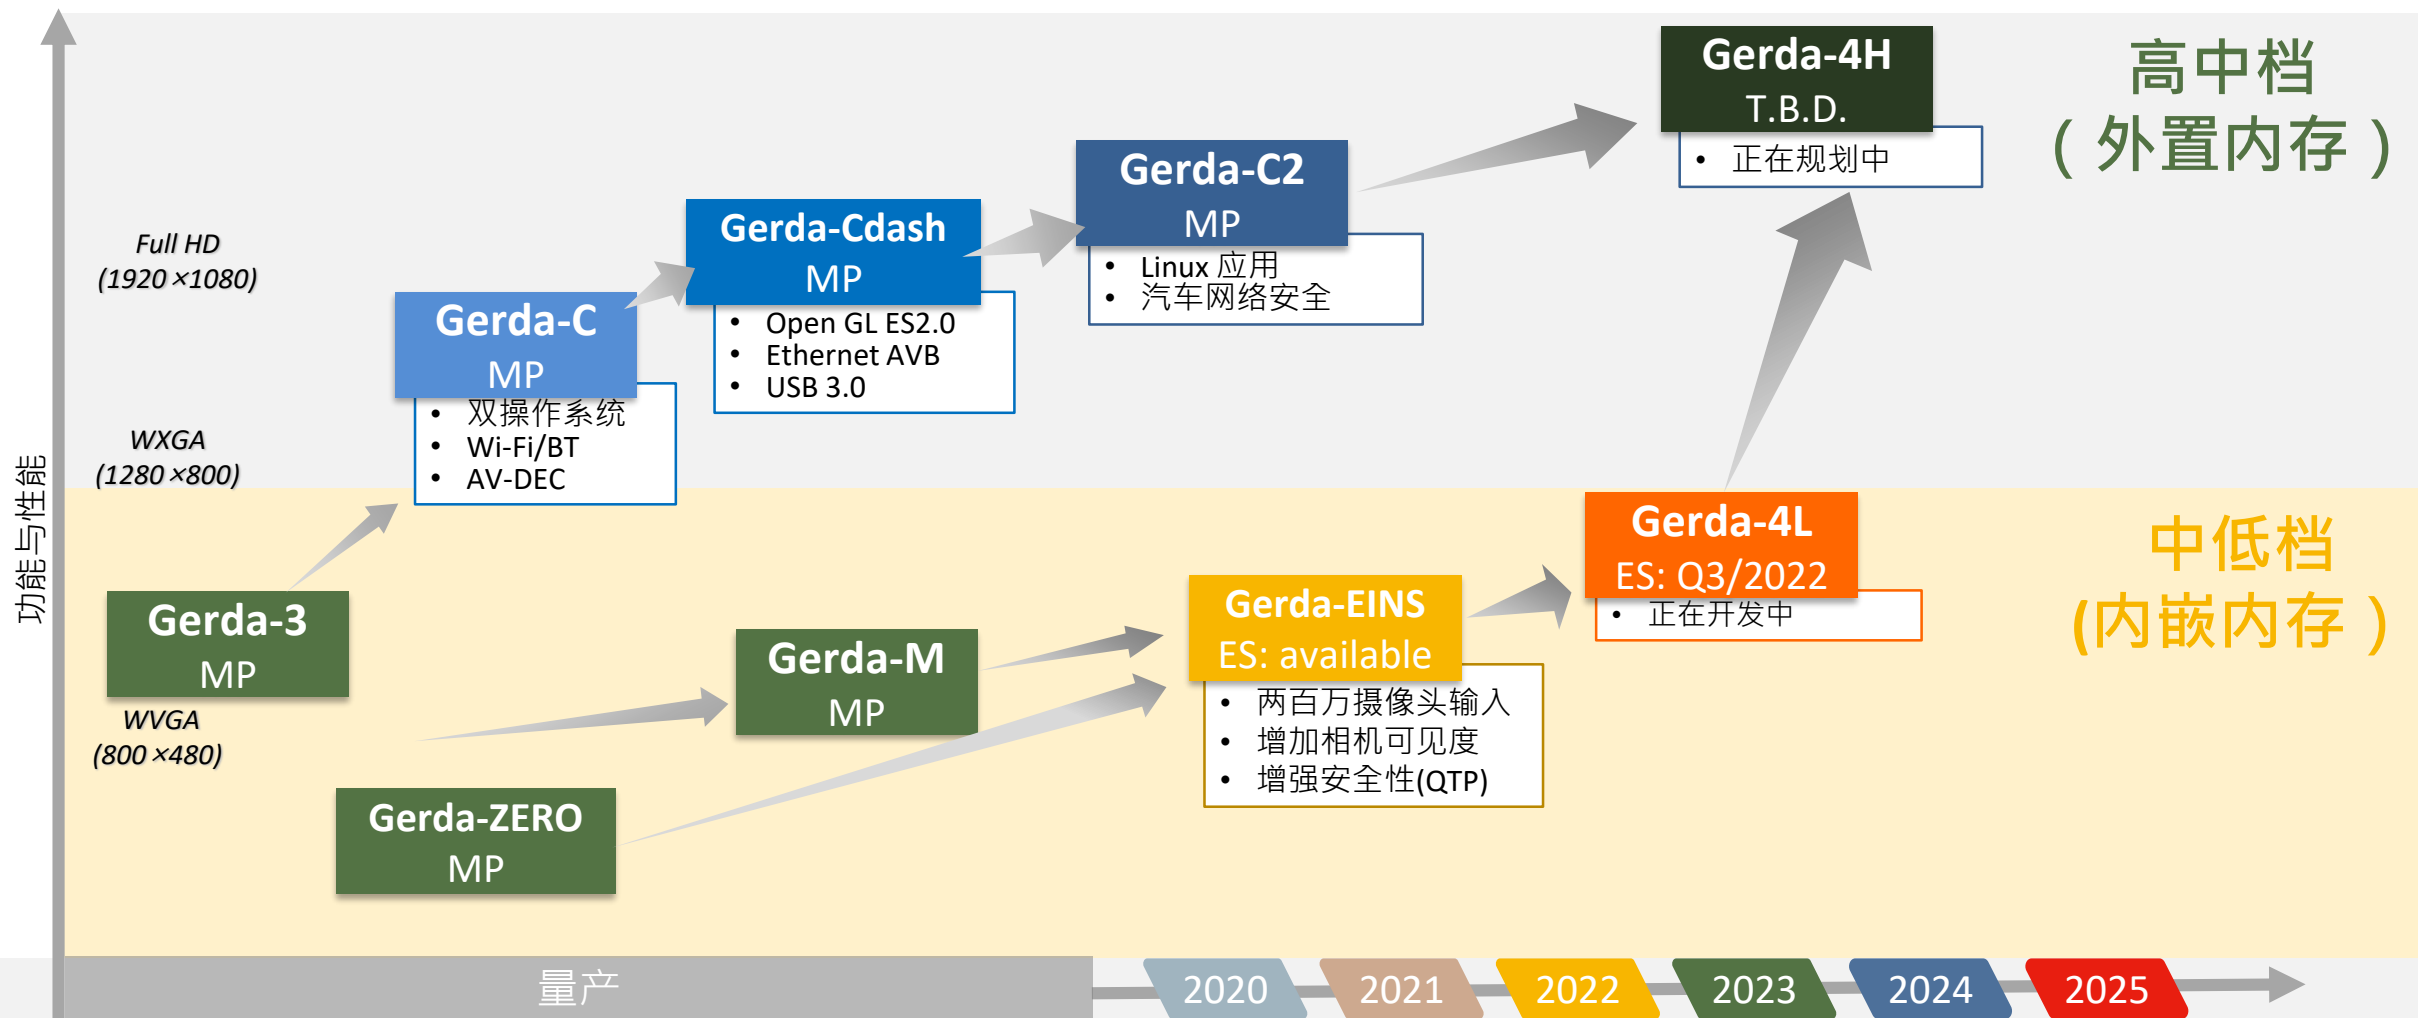 Gerda-4H
T.B.D.
• 正在规划中
高中档
（外置内存）
Gerda-C2
MP
• Linux 应用
• 汽车网络安全
Gerda-Cdash
MP
• Open GL ES2.0
• Ethernet AVB
• USB 3.0
Full HD
(1920×1080)
Gerda-C
MP
• 双操作系统
• Wi-Fi/BT
• AV-DEC
WXGA
(1280×800)
功能与性能
Gerda-4L
ES: Q3/2022
• 正在开发中
中低档
(内嵌内存）
Gerda-3
MP
Gerda-M
MP
Gerda-EINS
ES: available
• 两百万摄像头输入
• 增加相机可见度
• 增强安全性(QTP)
WVGA
(800×480)
Gerda-ZERO
MP
量产
2020
2021
2022
2023
2024
2025